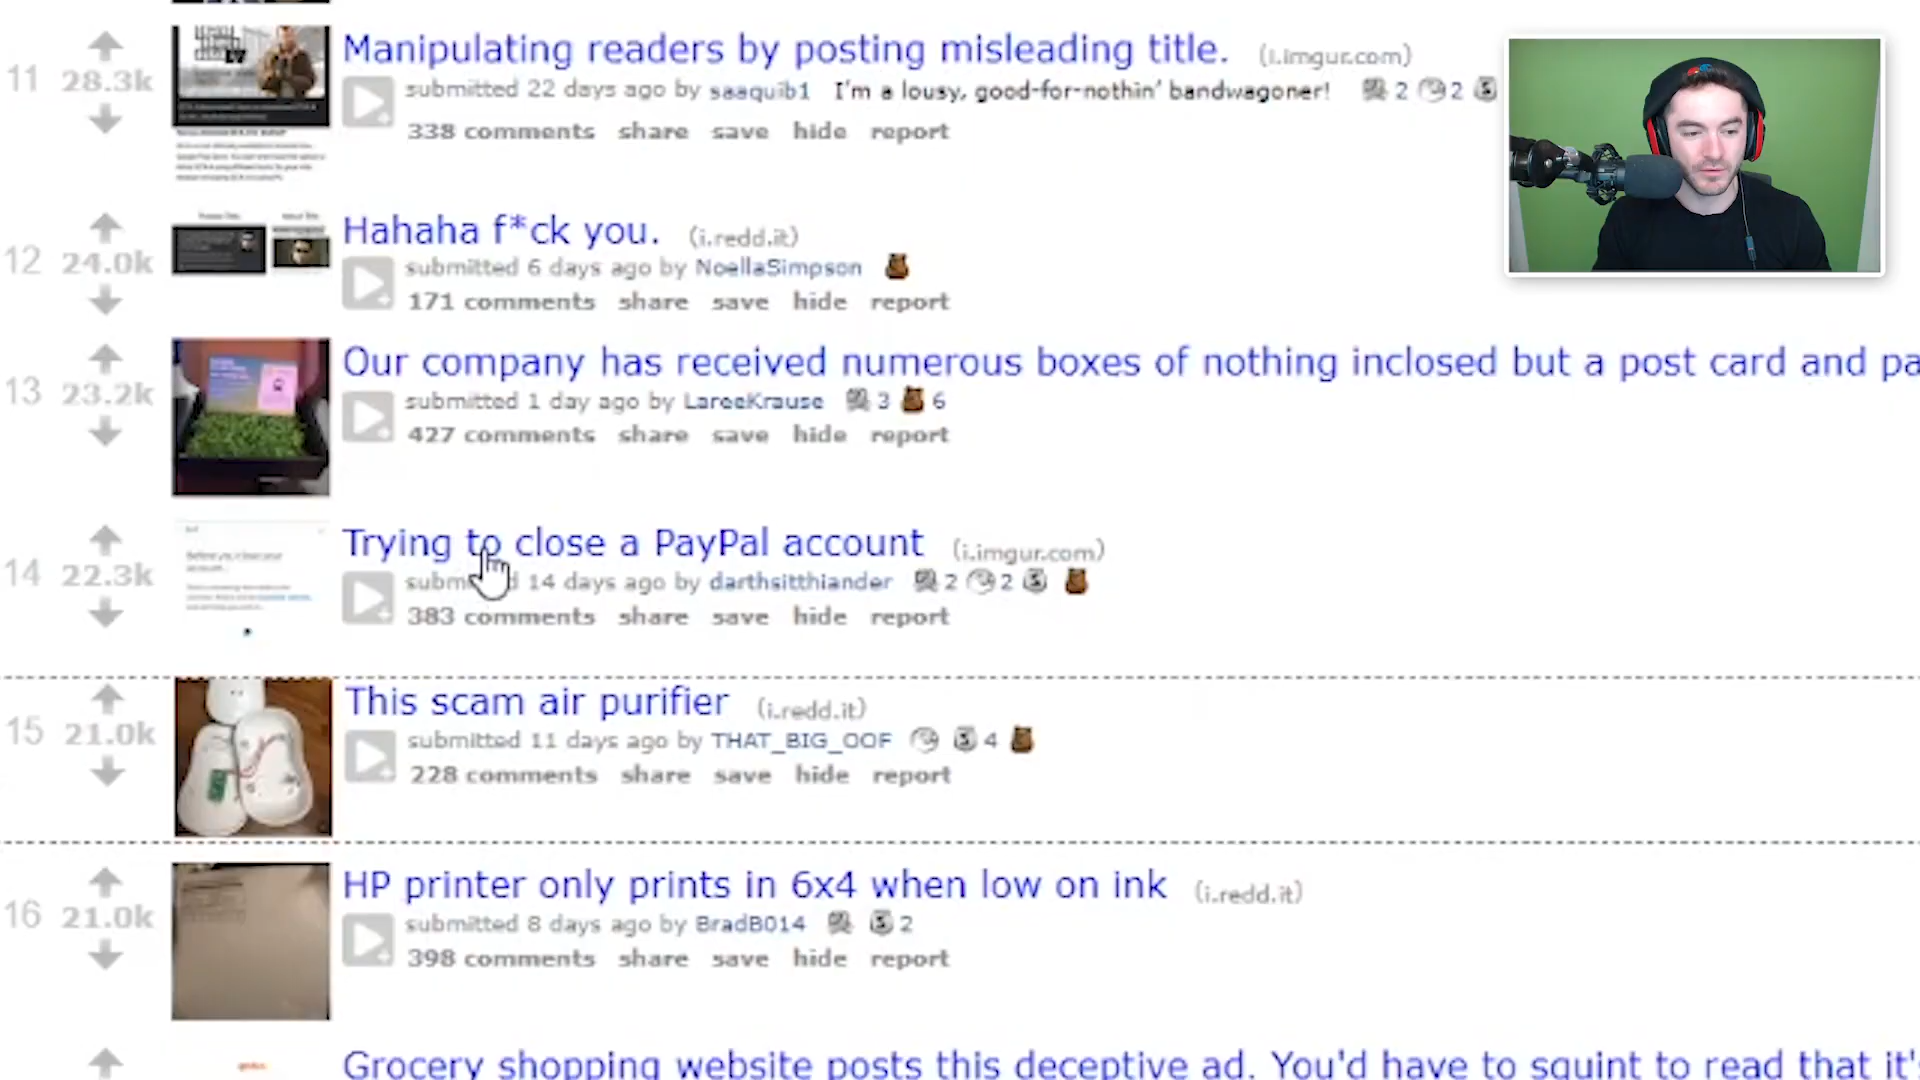 Manipulating readers by posting misleading title. (i.imgur.com)
11 28.3k
submitted 22 days ago by saaquib1 I'm a lousy, good-for-nothin' bandwagoner! 2 2
338 comments share save hide report
Hahaha f*ck you. (i.redd.it)
12 24.0k
submitted 6 days ago by NoellaSimpson
171 comments share save hide report
Our company has received numerous boxes of nothing inclosed but a post card and pa
13 23.2k
submitted 1 day ago by LareeKrause 3 6
427 comments share save hide report
Trying to close a PayPal account (i.imgur.com)
14 22.3k
subm d 14 days ago by darthsitthiander 2 2
383 comments share save hide report
This scam air purifier (i.redd.it)
15 21.0k
submitted 11 days ago by THAT_BIG_OOF 4
228 comments share save hide report
HP printer only prints in 6x4 when low on ink (i.redd.it)
16 21.0k
submitted 8 days ago by BradB014 2
398 comments share save hide report
Grocery shopping website posts this deceptive ad. You'd have to squint to read that it's